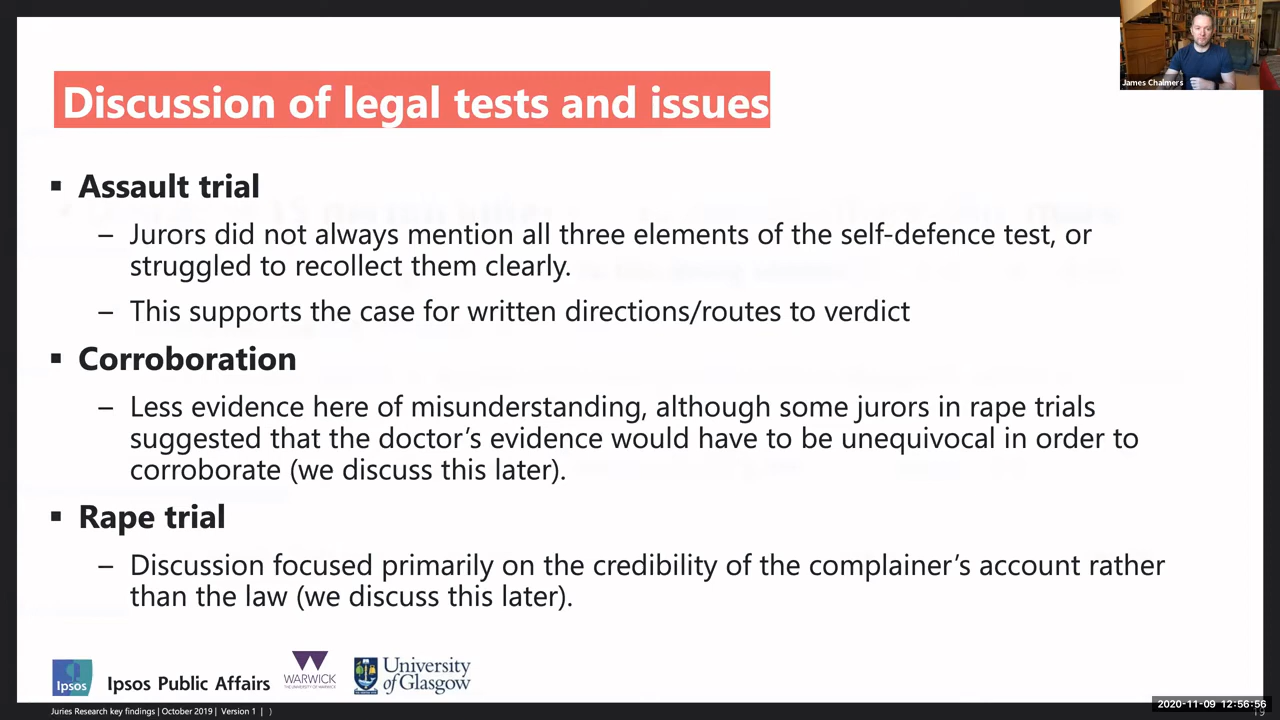 James Chalmers
Discussion of legal tests and issues
▪ Assault trial
– Jurors did not always mention all three elements of the self-defence test, or
struggled to recollect them clearly.
– This supports the case for written directions/routes to verdict
▪ Corroboration
– Less evidence here of misunderstanding, although some jurors in rape trials
suggested that the doctor’s evidence would have to be unequivocal in order to
corroborate (we discuss this later).
▪ Rape trial
– Discussion focused primarily on the credibility of the complainer’s account rather
than the law (we discuss this later).
Ipsos
Ipsos Public Affairs
WARWICK
THE UNIVERSITY OF WARWICK
University
of Glasgow
Juries Research key findings | October 2019 | Version 1 | )
2020-11-09 12:56:56
19